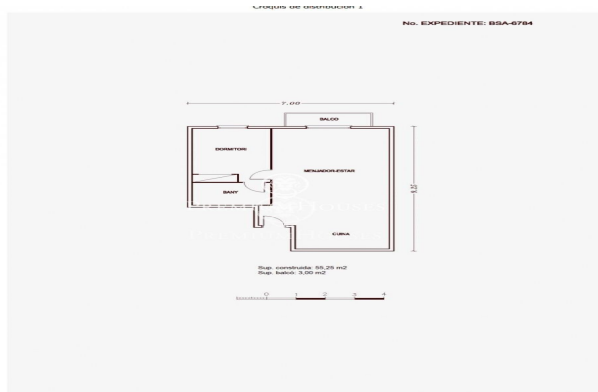 Croquis de distribución 1
No. EXPEDIENTE: BSA-6784
7.00
BALCO
DORMITORI
MENJADOR-ESTAR
BANY
CUINA
Sup. construida: 55,25 m2
Sup. balcó: 3,00 m2
0 1 2 3 4